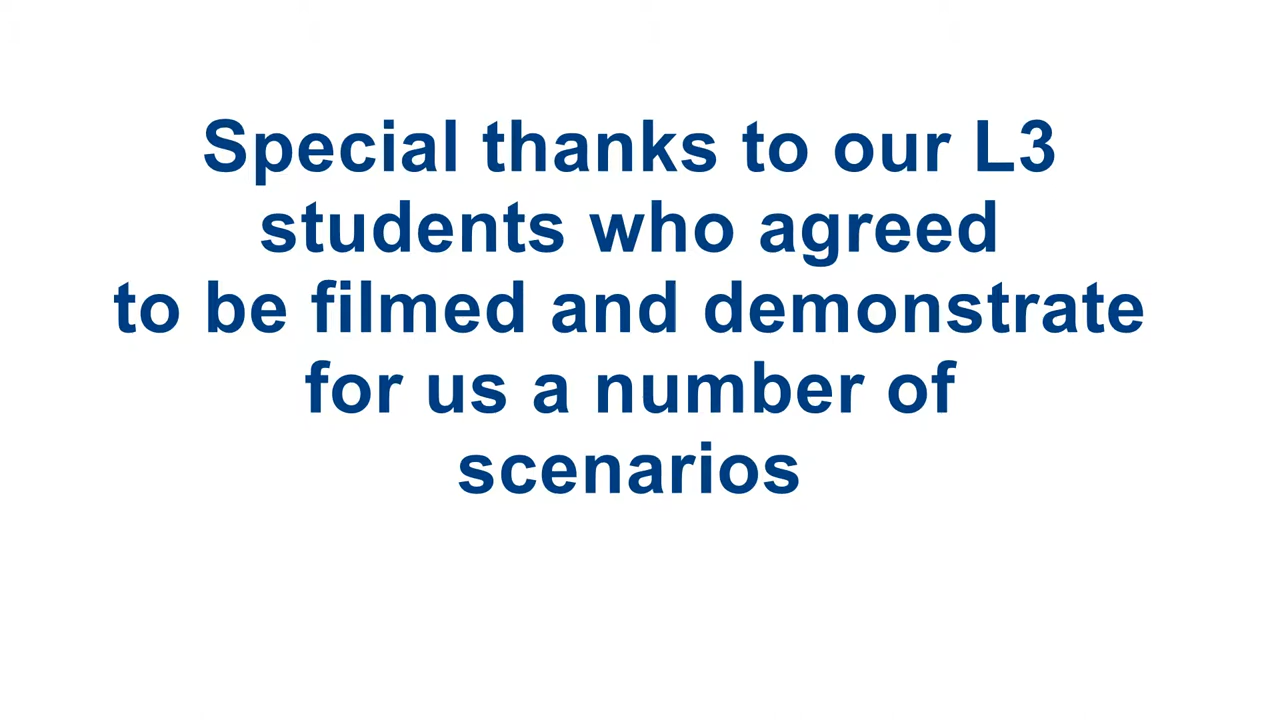 Special thanks to our L3
students who agreed
to be filmed and demonstrate
for us a number of
scenarios